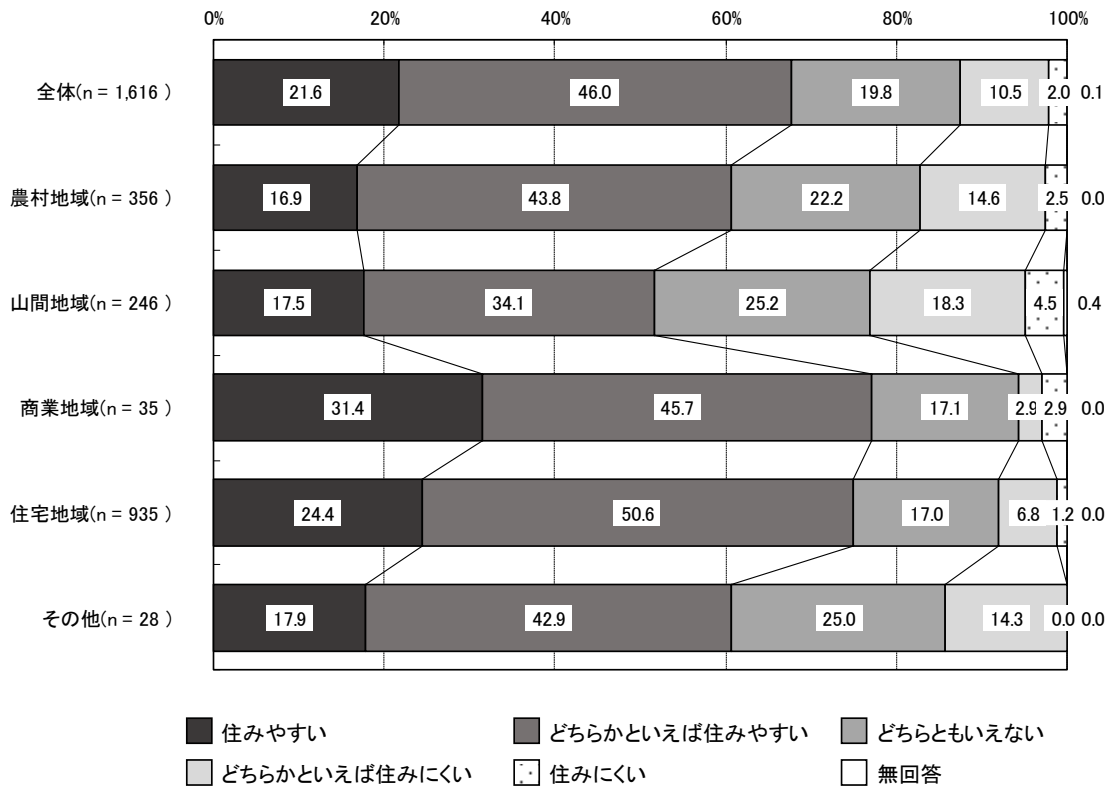 0% 20% 40% 60% 80% 100%
全体(n = 1,616 ) 21.6 46.0 19.8 10.5 2.0 0.1
農村地域(n = 356 ) 16.9 43.8 22.2 14.6 2.5 0.0
山間地域(n = 246 ) 17.5 34.1 25.2 18.3 4.5 0.4
商業地域(n = 35 ) 31.4 45.7 17.1 2.9 2.9 0.0
住宅地域(n = 935 ) 24.4 50.6 17.0 6.8 1.2 0.0
その他(n = 28 ) 17.9 42.9 25.0 14.3 0.0 0.0
住みやすい どちらかといえば住みやすい どちらともいえない
どちらかといえば住みにくい 住みにくい 無回答